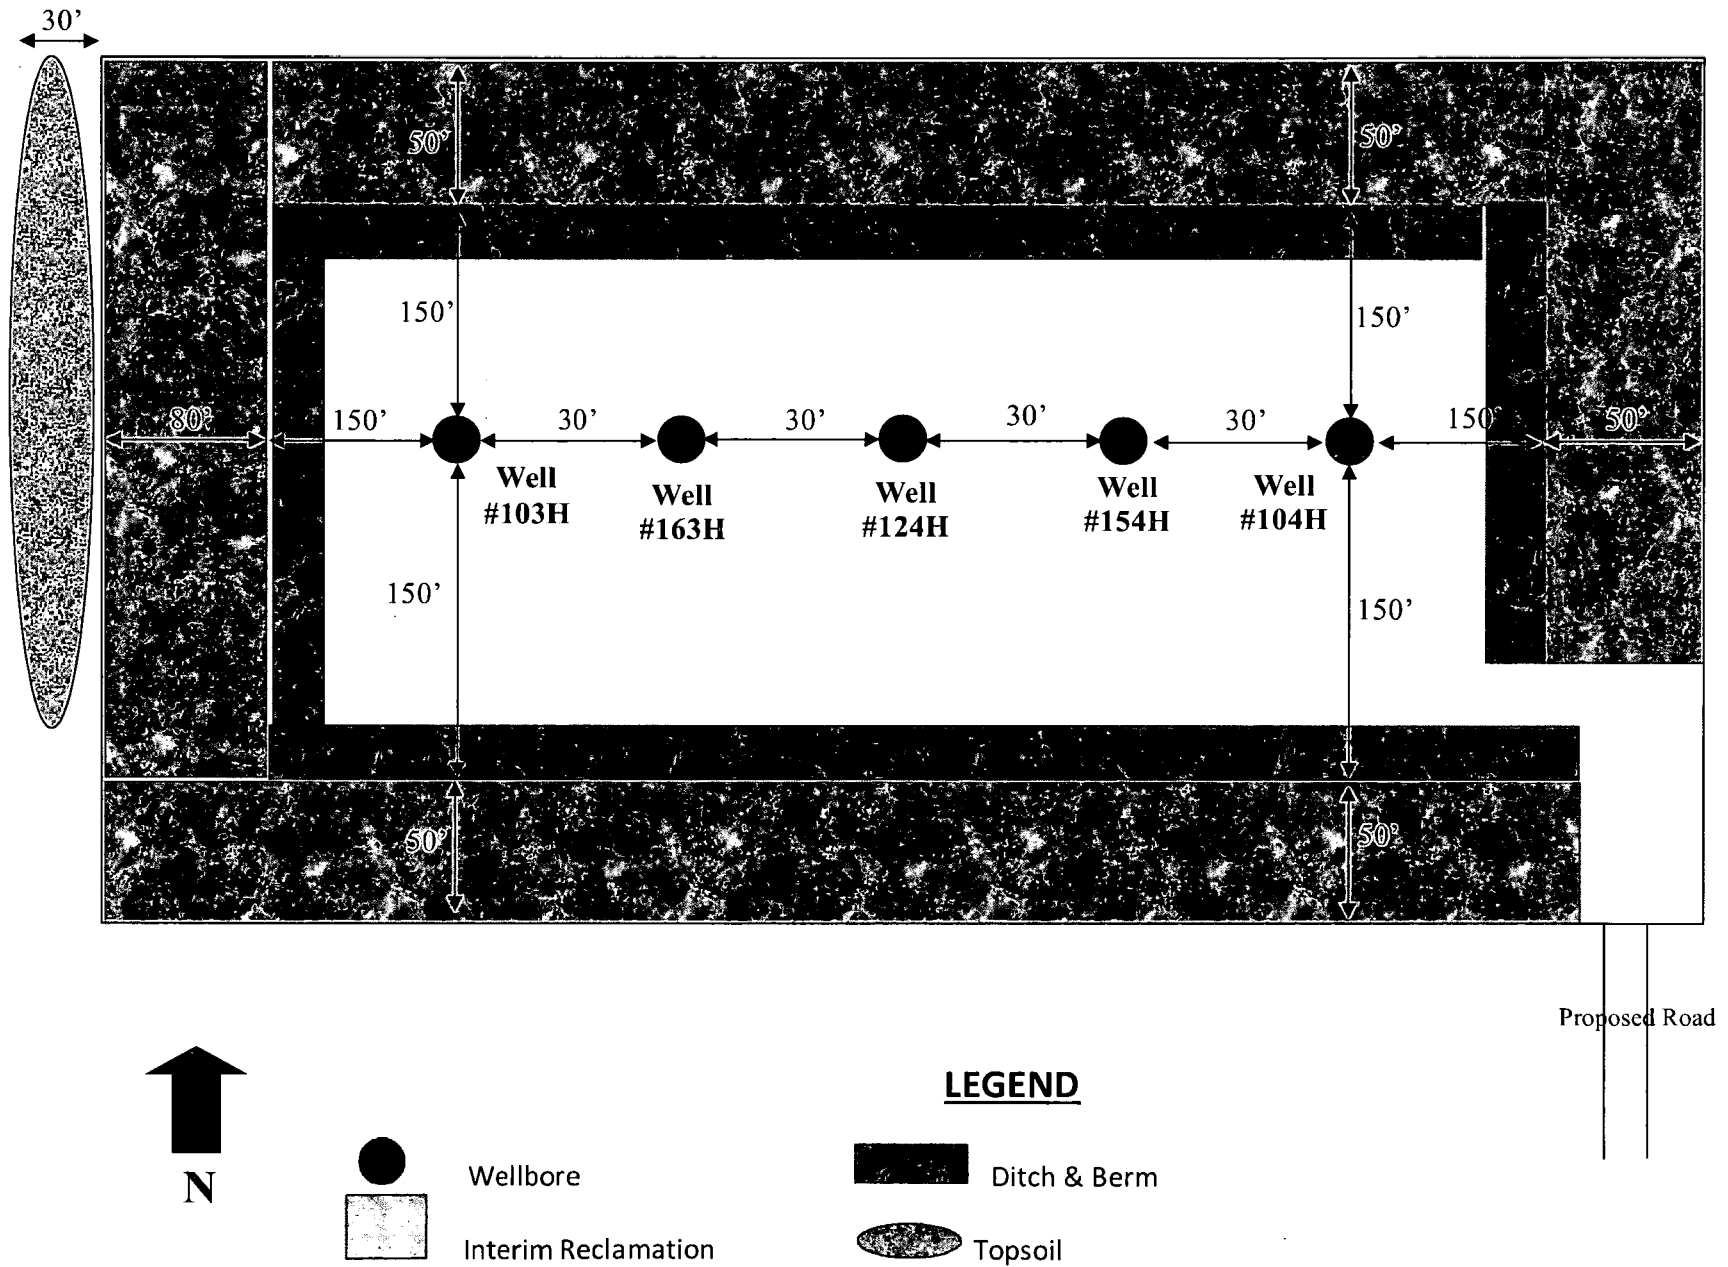 30’
50’
50’
150’
150’
80’
150’
30’
30’
30’
30’
150’
50’
Well
#103H
Well
#163H
Well
#124H
Well
#154H
Well
#104H
150’
150’
50’
50’
Proposed Road
LEGEND
N
Wellbore
Ditch & Berm
Interim Reclamation
Topsoil